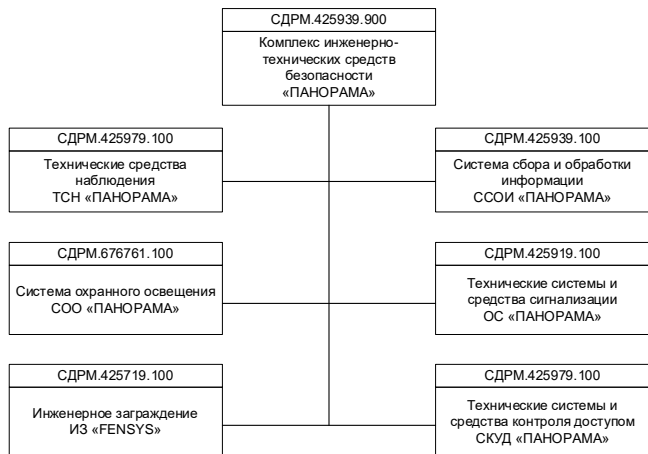 СДРМ.425939.900
Комплекс инженерно-
технических средств
безопасности
«ПАНОРАМА»
СДРМ.425979.100
Технические средства
наблюдения
ТСН «ПАНОРАМА»
СДРМ.425939.100
Система сбора и обработки
информации
ССОИ «ПАНОРАМА»
СДРМ.676761.100
Система охранного освещения
СОО «ПАНОРАМА»
СДРМ.425919.100
Технические системы и
средства сигнализации
ОС «ПАНОРАМА»
СДРМ.425719.100
Инженерное заграждение
ИЗ «FENSYS»
СДРМ.425979.100
Технические системы и
средства контроля доступом
СКУД «ПАНОРАМА»